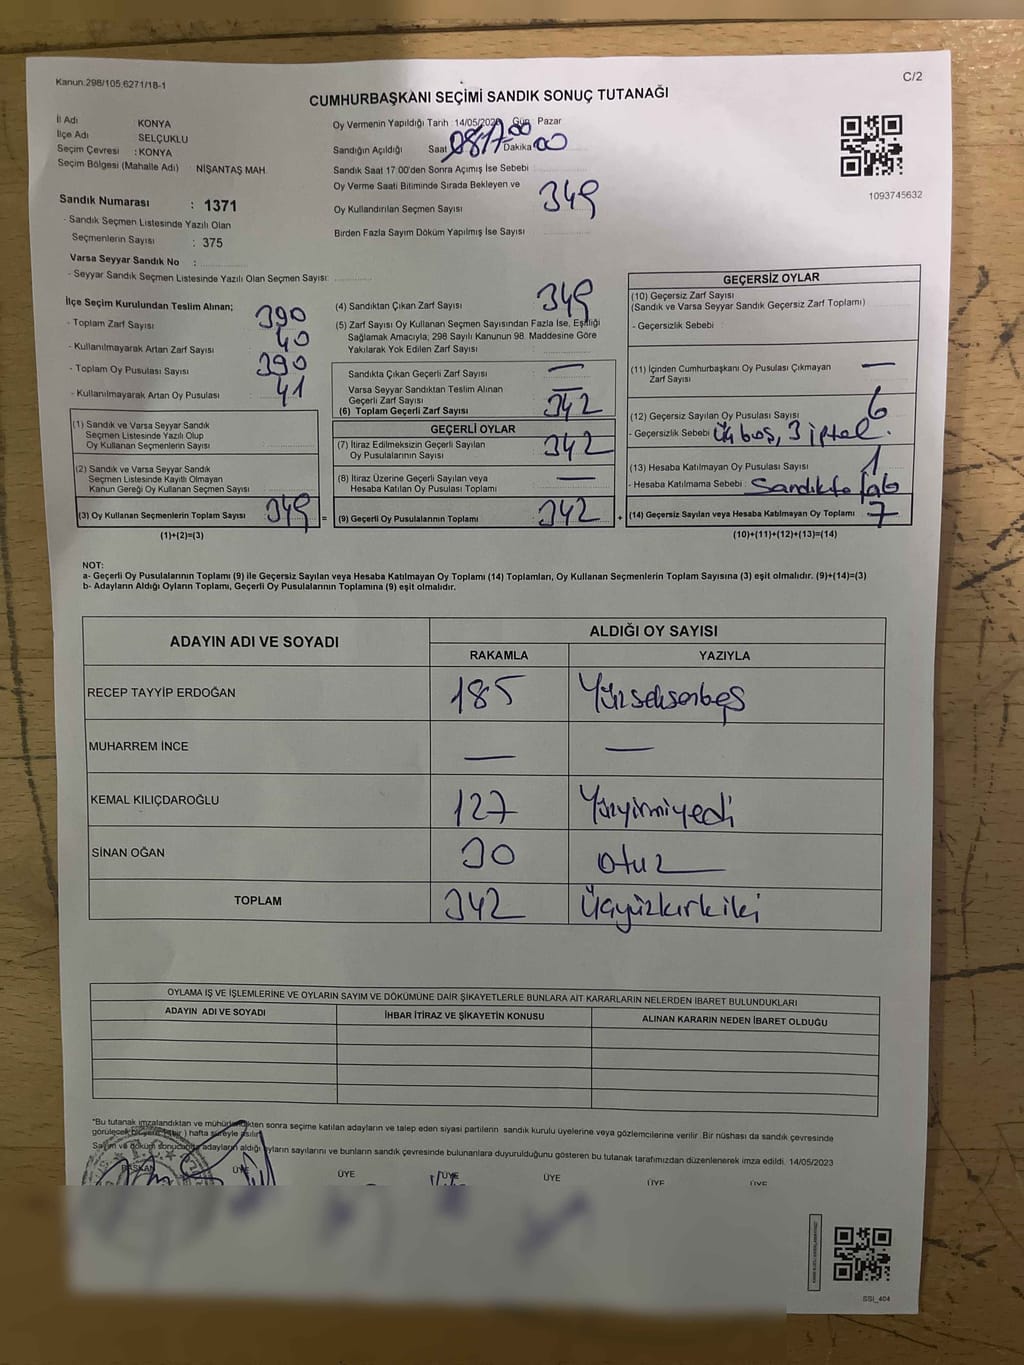 Kanun:298/105,6271/18-1
C/2
CUMHURBAŞKANI SEÇİMİ SANDIK SONUÇ TUTANAĞI
İl Adı : KONYA
İlçe Adı : SELÇUKLU
Seçim Çevresi : KONYA
Seçim Bölgesi (Mahalle Adı) NİŞANTAŞ MAH.
Sandık Numarası : 1371
- Sandık Seçmen Listesinde Yazılı Olan
Seçmenlerin Sayısı : 375
Varsa Seyyar Sandık No :
- Seyyar Sandık Seçmen Listesinde Yazılı Olan Seçmen Sayısı:
Oy Vermenin Yapıldığı Tarih : 14/05/2023 Gün : Pazar
Sandığın Açıldığı Saat Dakika 00
Sandık Saat 17:00'den Sonra Açımış İse Sebebi :
Oy Verme Saati Bitiminde Sırada Bekleyen ve
Oy Kullandırılan Seçmen Sayısı 349
Birden Fazla Sayım Döküm Yapılmış İse Sayısı
1093745632
İlçe Seçim Kurulundan Teslim Alınan;
- Toplam Zarf Sayısı 390
- Kullanılmayarak Artan Zarf Sayısı 40
- Toplam Oy Pusulası Sayısı 390
- Kullanılmayarak Artan Oy Pusulası 41
(1) Sandık ve Varsa Seyyar Sandık
Seçmen Listesinde Yazılı Olup
Oy Kullanan Seçmenlerin Sayısı
(2) Sandık ve Varsa Seyyar Sandık
Seçmen Listesinde Kayıtlı Olmayan
Kanun Gereği Oy Kullanan Seçmen Sayısı
(3) Oy Kullanan Seçmenlerin Toplam Sayısı 349 =
(1)+(2)=(3)
(4) Sandıktan Çıkan Zarf Sayısı 349
(5) Zarf Sayısı Oy Kullanan Seçmen Sayısından Fazla İse, Eşitliği
Sağlamak Amacıyla; 298 Sayılı Kanunun 98. Maddesine Göre
Yakılarak Yok Edilen Zarf Sayısı
Sandıkta Çıkan Geçerli Zarf Sayısı —
Varsa Seyyar Sandıktan Teslim Alınan
Geçerli Zarf Sayısı —
(6) Toplam Geçerli Zarf Sayısı 342
GEÇERLİ OYLAR
(7) İtiraz Edilmeksizin Geçerli Sayılan
Oy Pusulalarının Sayısı 342
(8) İtiraz Üzerine Geçerli Sayılan veya
Hesaba Katılan Oy Pusulası Toplamı —
(9) Geçerli Oy Pusulalarının Toplamı 342 +
GEÇERSİZ OYLAR
(10) Geçersiz Zarf Sayısı
(Sandık ve Varsa Seyyar Sandık Geçersiz Zarf Toplamı)
- Geçersizlik Sebebi :
(11) İçinden Cumhurbaşkanı Oy Pusulası Çıkmayan
Zarf Sayısı —
(12) Geçersiz Sayılan Oy Pusulası Sayısı 6
- Geçersizlik Sebebi : Üç boş, 3 iptal.
(13) Hesaba Katılmayan Oy Pusulası Sayısı 1
- Hesaba Katılmama Sebebi : Sandıkta
(14) Geçersiz Sayılan veya Hesaba Katılmayan Oy Toplamı 7
(10)+(11)+(12)+(13)=(14)
NOT:
a- Geçerli Oy Pusulalarının Toplamı (9) ile Geçersiz Sayılan veya Hesaba Katılmayan Oy Toplamı (14) Toplamları, Oy Kullanan Seçmenlerin Toplam Sayısına (3) eşit olmalıdır. (9)+(14)=(3)
b- Adayların Aldığı Oyların Toplamı, Geçerli Oy Pusulalarının Toplamına (9) eşit olmalıdır.
ADAYIN ADI VE SOYADI
ALDIĞI OY SAYISI
RAKAMLA YAZIYLA
RECEP TAYYİP ERDOĞAN 185 Yüzseksenbeş
MUHARREM İNCE — —
KEMAL KILIÇDAROĞLU 127 Yüzyirmiyedi
SİNAN OĞAN 30 otuz
TOPLAM 342 Üçyüzkırkiki
OYLAMA İŞ VE İŞLEMLERİNE VE OYLARIN SAYIM VE DÖKÜMÜNE DAİR ŞİKAYETLERLE BUNLARA AİT KARARLARIN NELERDEN İBARET BULUNDUKLARI
ADAYIN ADI VE SOYADI İHBAR İTİRAZ VE ŞİKAYETİN KONUSU ALINAN KARARIN NEDEN İBARET OLDUĞU
*Bu tutanak imzalandıktan ve mühürlendikten sonra seçime katılan adayların ve talep eden siyasi partilerin sandık kurulu üyelerine veya gözlemcilerine verilir. Bir nüshası da sandık çevresinde
görülecek bir yere (bir) hafta süreyle asılır.
Sayım ve döküm sonucunda adayların aldığı oyların sayılarını ve bunların sandık çevresinde bulunanlara duyurulduğunu gösteren bu tutanak tarafımızdan düzenlenerek imza edildi. 14/05/2023
BAŞKAN ÜYE ÜYE ÜYE ÜYE ÜYE ÜYE
SSI_404